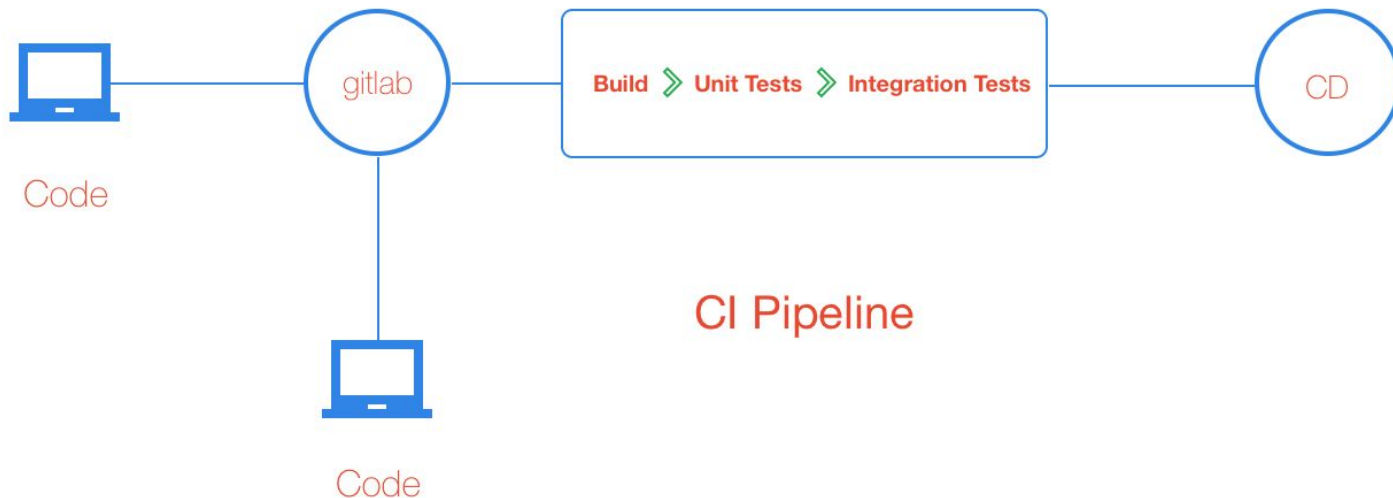 gitlab
Build Unit Tests Integration Tests
CD
Code
CI Pipeline
Code